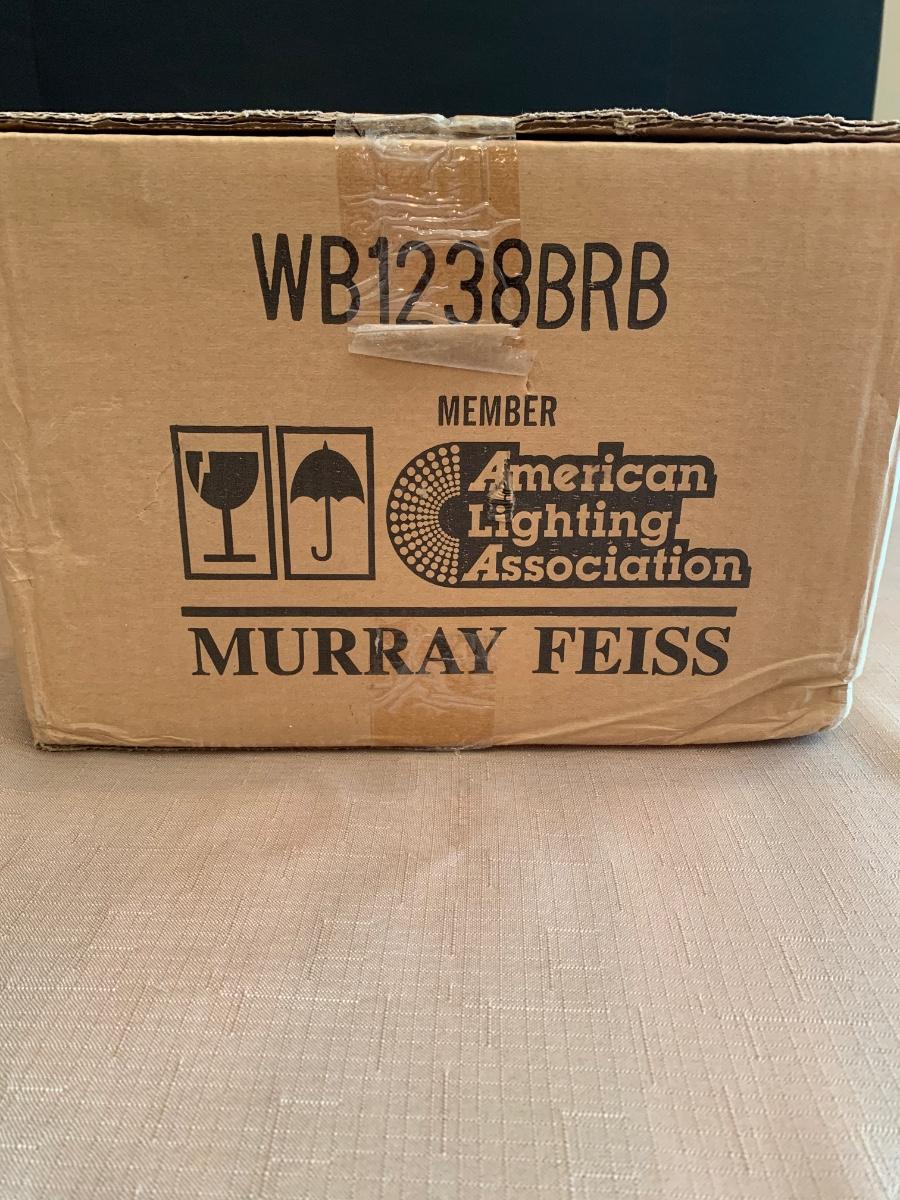 WB1238BRB
MEMBER
American
Lighting
Association
MURRAY FEISS